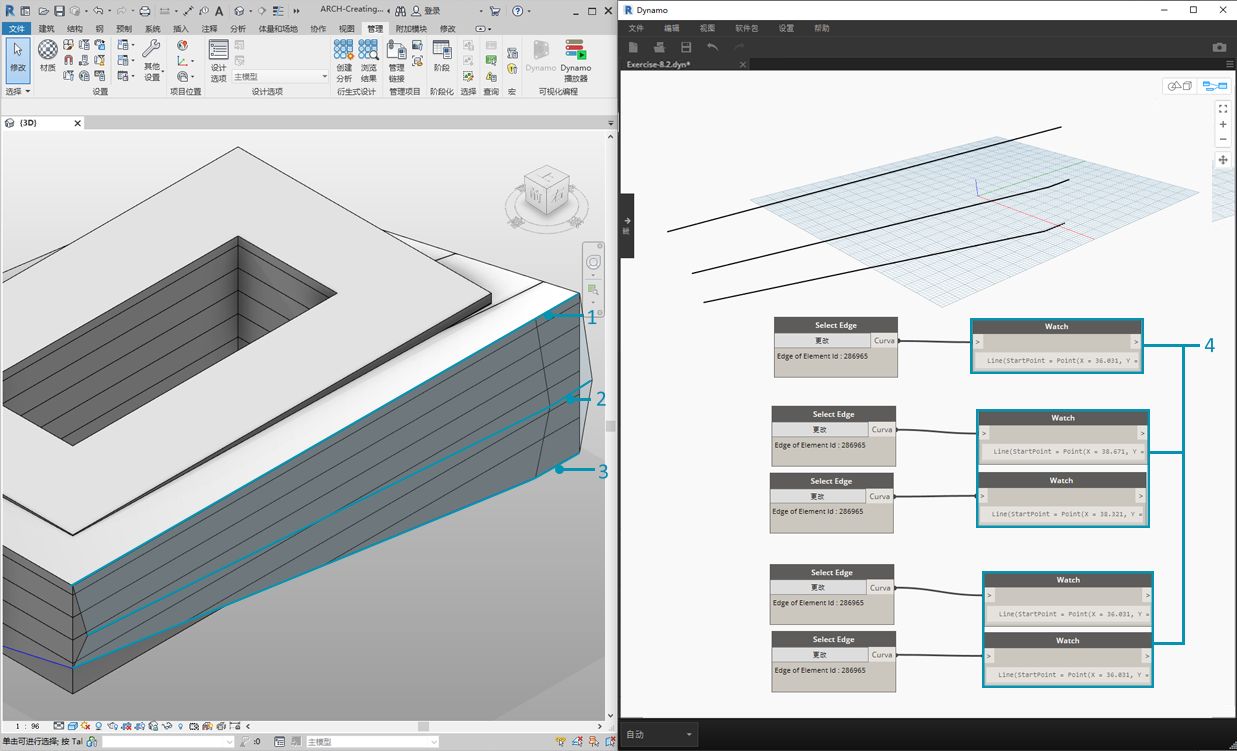 ARCH-Creating...
登录
文件 建筑 结构 钢 预制 系统 插入 注释 分析 体量和场地 协作 视图 管理 附加模块 修改
修改
材质
其他
设置
设计
选项
主模型
创建
分析
浏览
结果
管理
链接
阶段
Dynamo
Dynamo
播放器
选择
设置
项目位置
设计选项
衍生式设计
管理项目
阶段化
选择
查询
宏
可视化编程
{3D}
前
右
1
2
3
1 : 96
单击可进行选择; 按 Tal
:0
主模型
Dynamo
文件 编辑 视图 软件包 设置 帮助
Exercise-8.2.dyn*
Select Edge
更改
Curva
Edge of Element Id : 286965
Watch
>
>
Line(StartPoint = Point(X = 36.031, Y =
4
Select Edge
更改
Curva
Edge of Element Id : 286965
Watch
>
>
Line(StartPoint = Point(X = 38.671, Y =
Select Edge
更改
Curva
Edge of Element Id : 286965
Watch
>
>
Line(StartPoint = Point(X = 38.321, Y =
Select Edge
更改
Curva
Edge of Element Id : 286965
Watch
>
>
Line(StartPoint = Point(X = 36.031, Y =
Select Edge
更改
Curva
Edge of Element Id : 286965
Watch
>
>
Line(StartPoint = Point(X = 36.031, Y =
自动